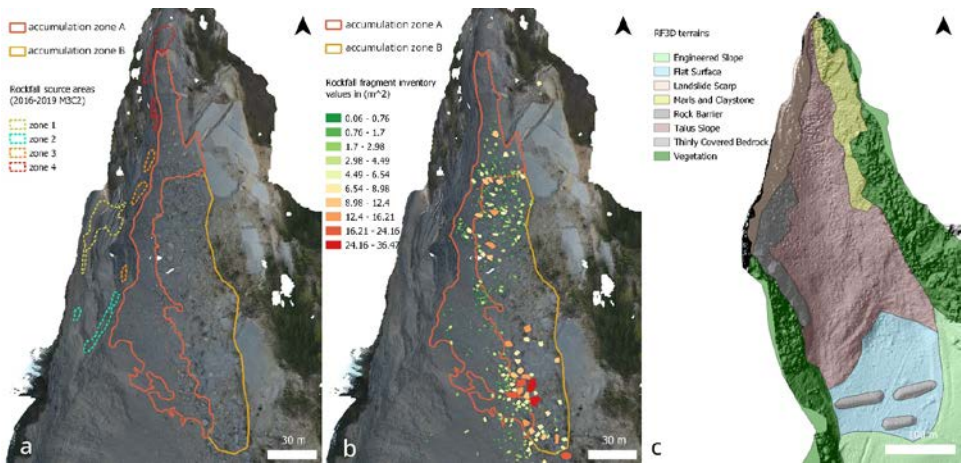 accumulation zone A
accumulation zone B
Rockfall source areas
(2016-2019 M3C2)
zone 1
zone 2
zone 3
zone 4
a
30 m
accumulation zone A
accumulation zone B
Rockfall fragment inventory
values in (m^2)
0.06 - 0.76
0.76 - 1.7
1.7 - 2.98
2.98 - 4.49
4.49 - 6.54
6.54 - 8.98
8.98 - 12.4
12.4 - 16.21
16.21 - 24.16
24.16 - 36.47
b
30 m
RF3D terrains
Engineered Slope
Flat Surface
Landslide Scarp
Marls and Claystone
Rock Barrier
Talus Slope
Thinly Covered Bedrock
Vegetation
c